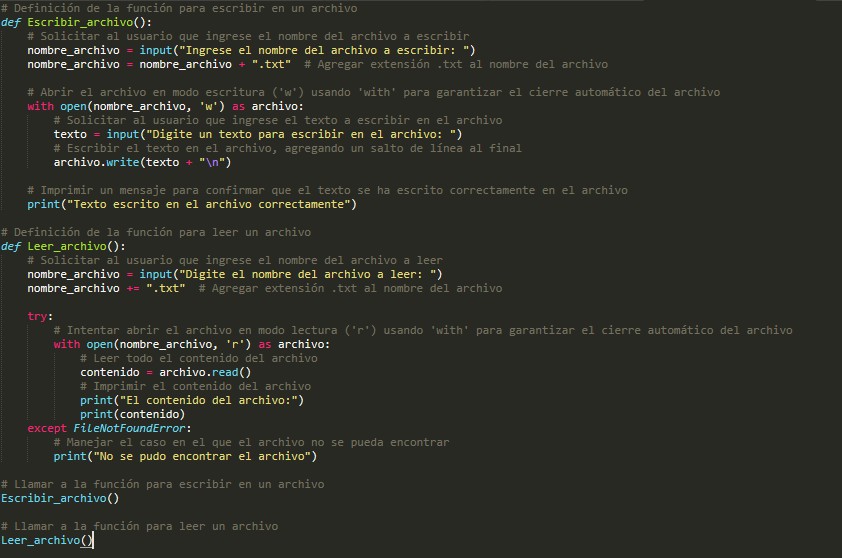 # Definición de la función para escribir en un archivo
def Escribir_archivo():
    # Solicitar al usuario que ingrese el nombre del archivo a escribir
    nombre_archivo = input("Ingrese el nombre del archivo a escribir: ")
    nombre_archivo = nombre_archivo + ".txt"  # Agregar extensión .txt al nombre del archivo

    # Abrir el archivo en modo escritura ('w') usando 'with' para garantizar el cierre automático del archivo
    with open(nombre_archivo, 'w') as archivo:
        # Solicitar al usuario que ingrese el texto a escribir en el archivo
        texto = input("Digite un texto para escribir en el archivo: ")
        # Escribir el texto en el archivo, agregando un salto de línea al final
        archivo.write(texto + "\n")

    # Imprimir un mensaje para confirmar que el texto se ha escrito correctamente en el archivo
    print("Texto escrito en el archivo correctamente")

# Definición de la función para leer un archivo
def Leer_archivo():
    # Solicitar al usuario que ingrese el nombre del archivo a leer
    nombre_archivo = input("Digite el nombre del archivo a leer: ")
    nombre_archivo += ".txt"  # Agregar extensión .txt al nombre del archivo

    try:
        # Intentar abrir el archivo en modo lectura ('r') usando 'with' para garantizar el cierre automático del archivo
        with open(nombre_archivo, 'r') as archivo:
            # Leer todo el contenido del archivo
            contenido = archivo.read()
            # Imprimir el contenido del archivo
            print("El contenido del archivo:")
            print(contenido)
    except FileNotFoundError:
        # Manejar el caso en el que el archivo no se pueda encontrar
        print("No se pudo encontrar el archivo")

# Llamar a la función para escribir en un archivo
Escribir_archivo()

# Llamar a la función para leer un archivo
Leer_archivo()